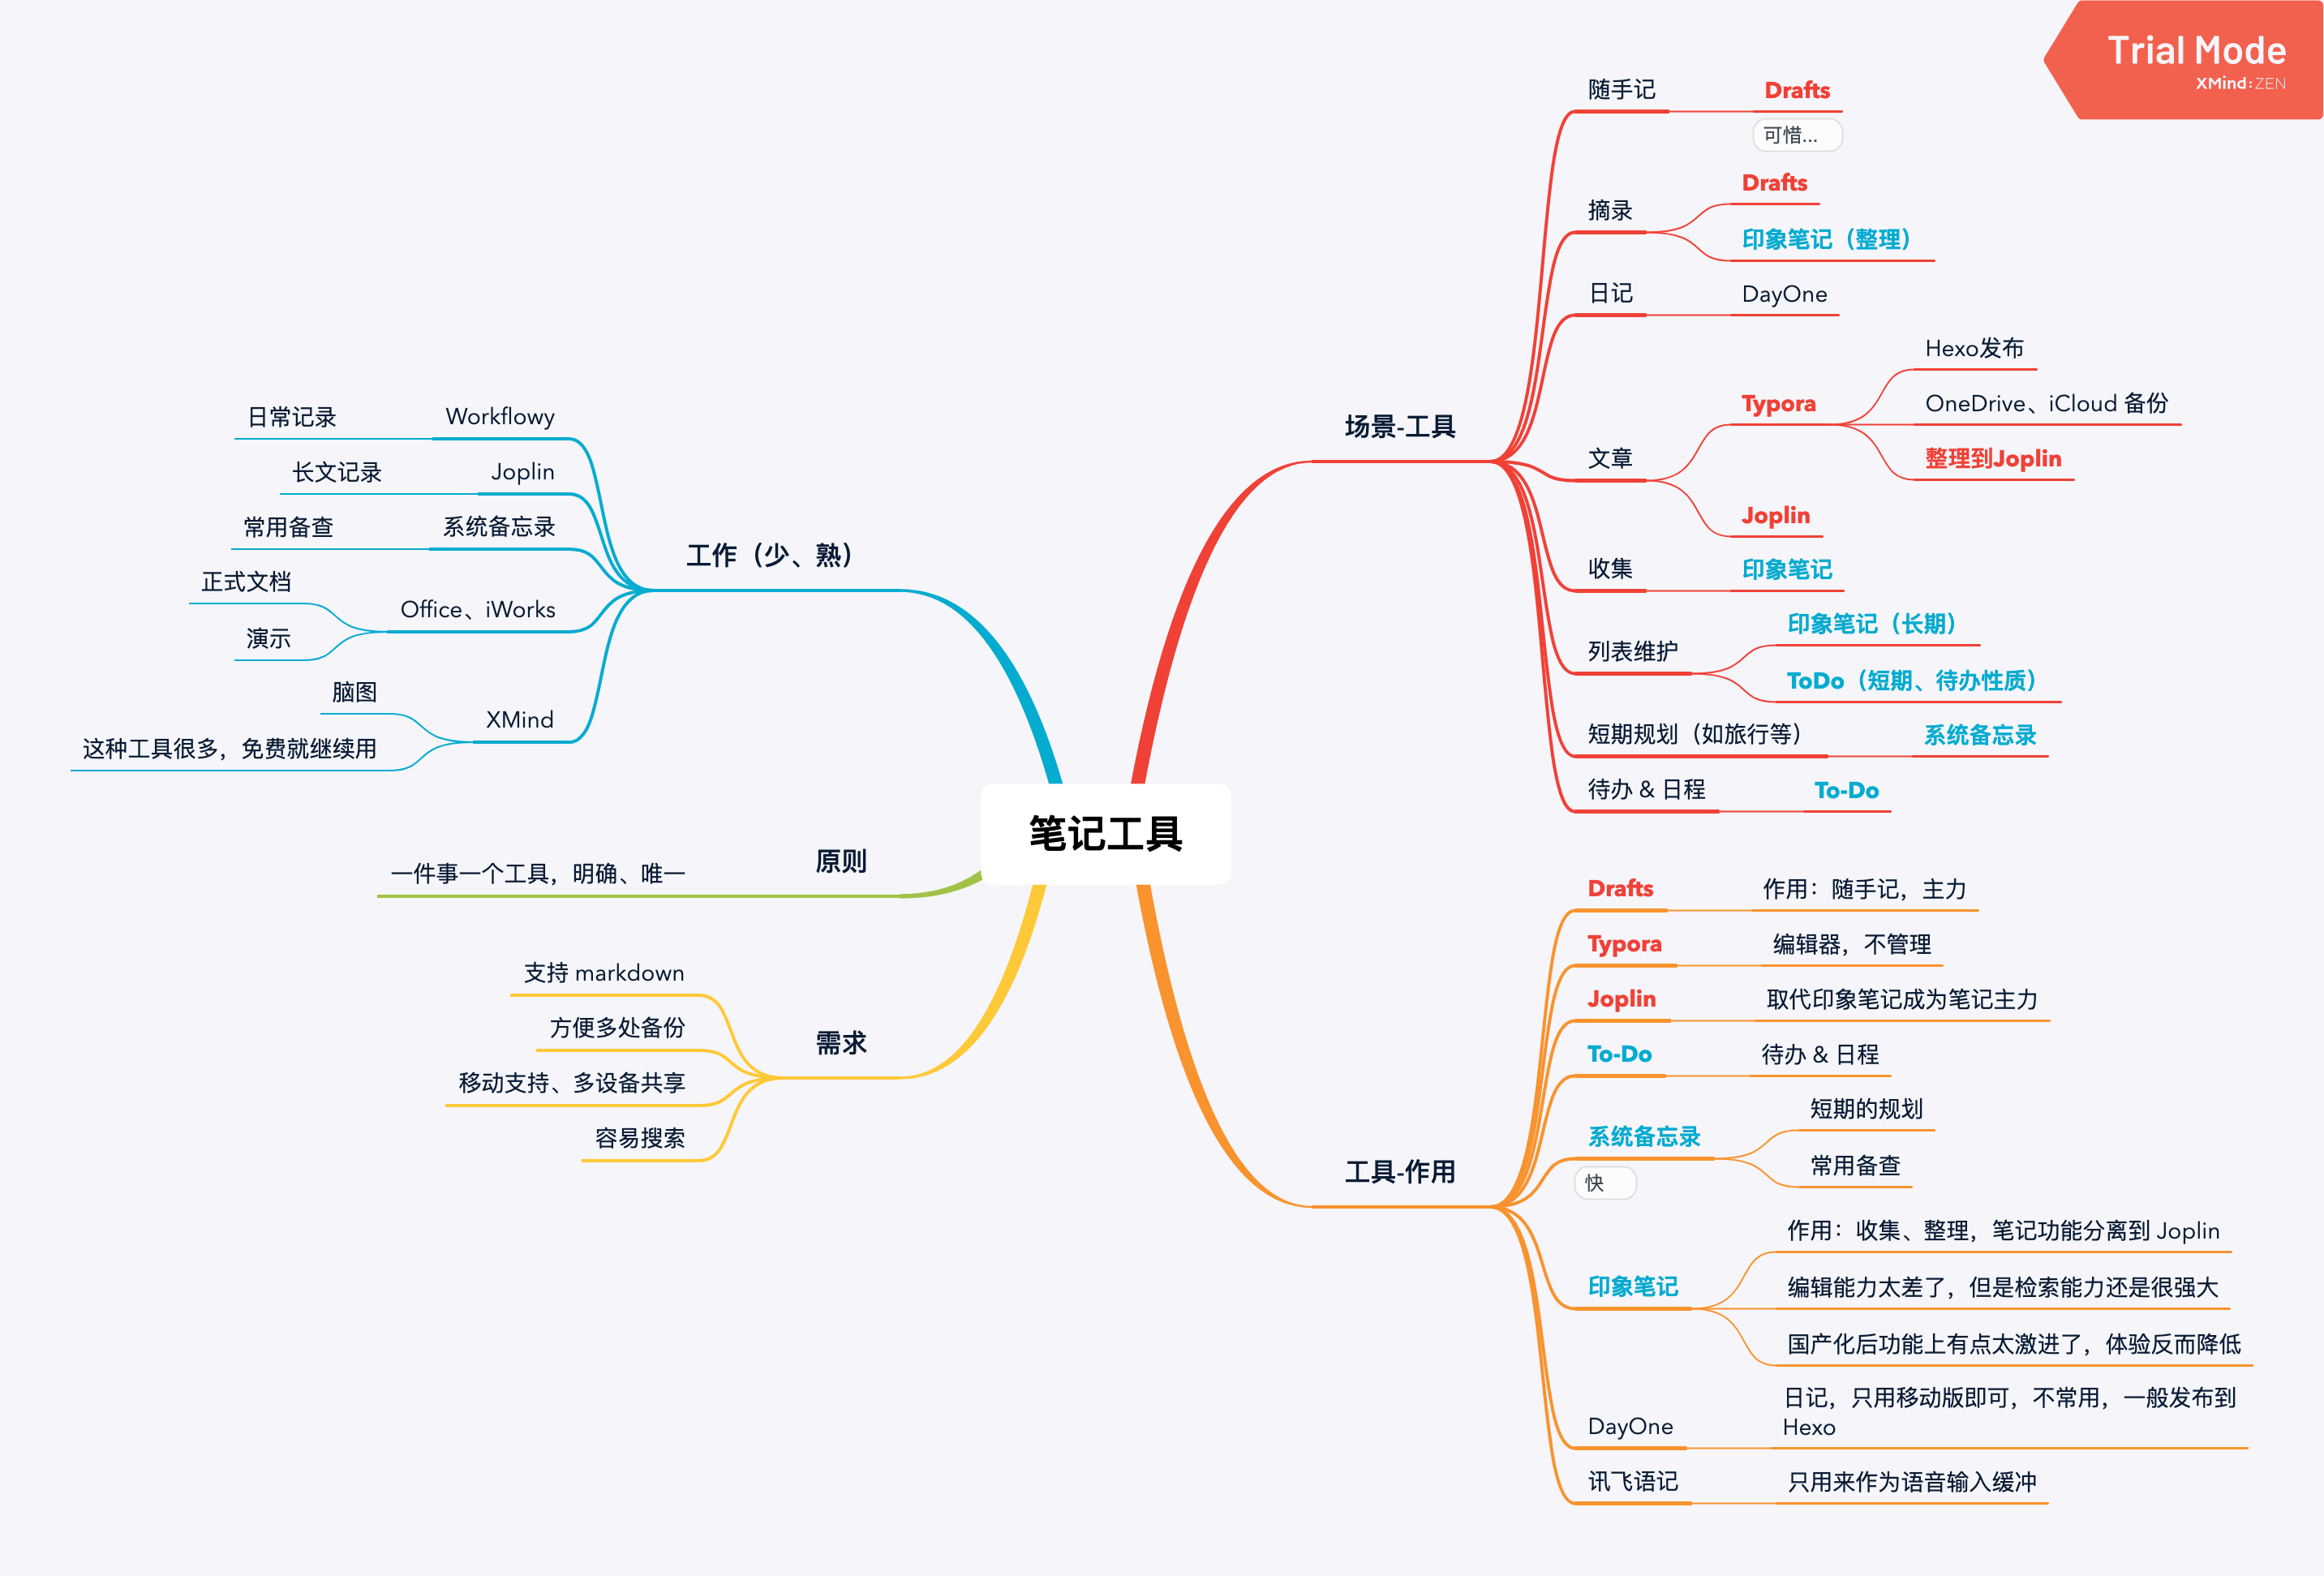 Trial Mode
XMind:ZEN
笔记工具
场景-工具
随手记
Drafts
可惜...
摘录
Drafts
印象笔记（整理）
日记
DayOne
文章
Typora
Hexo发布
OneDrive、iCloud 备份
整理到Joplin
Joplin
收集
印象笔记
列表维护
印象笔记（长期）
ToDo（短期、待办性质）
短期规划（如旅行等）
系统备忘录
待办 & 日程
To-Do
工具-作用
Drafts
作用：随手记，主力
Typora
编辑器，不管理
Joplin
取代印象笔记成为笔记主力
To-Do
待办 & 日程
系统备忘录
快
短期的规划
常用备查
印象笔记
作用：收集、整理，笔记功能分离到 Joplin
编辑能力太差了，但是检索能力还是很强大
国产化后功能上有点太激进了，体验反而降低
DayOne
日记，只用移动版即可，不常用，一般发布到
Hexo
讯飞语记
只用来作为语音输入缓冲
工作（少、熟）
Workflowy
日常记录
Joplin
长文记录
系统备忘录
常用备查
Office、iWorks
正式文档
演示
XMind
脑图
这种工具很多，免费就继续用
原则
一件事一个工具，明确、唯一
需求
支持 markdown
方便多处备份
移动支持、多设备共享
容易搜索